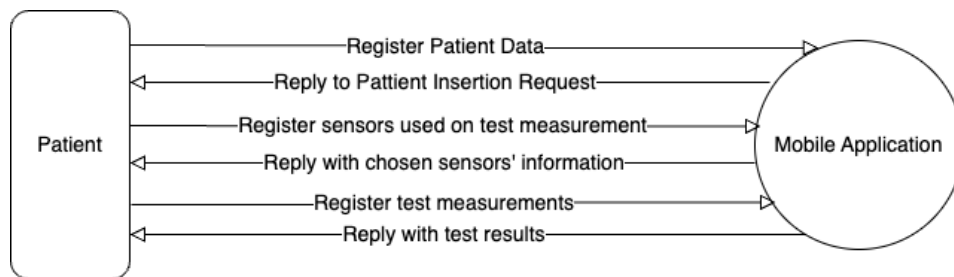 Register Patient Data
Reply to Pattient Insertion Request
Register sensors used on test measurement
Patient
Mobile Application
Reply with chosen sensors' information
Register test measurements
Reply with test results